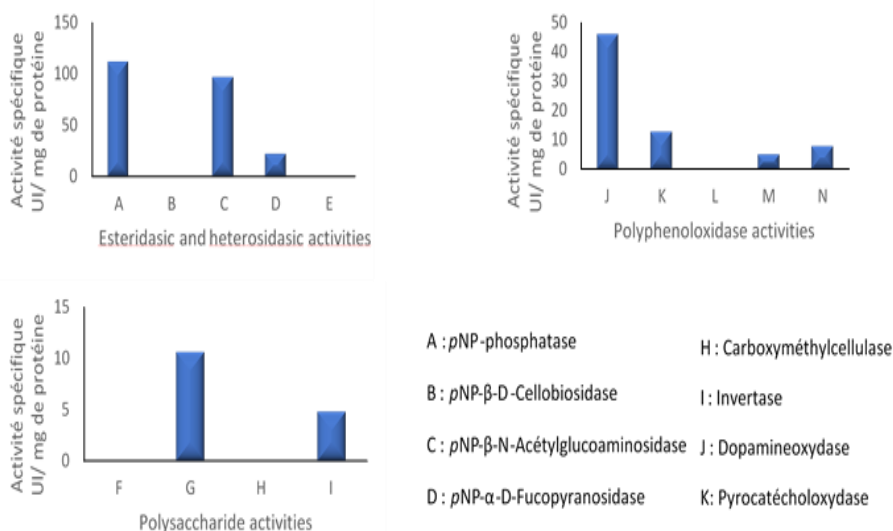 Activité spécifique
UI/ mg de protéine
150
100
50
0
A B C D E
Esteridasic and heterosidasic activities
Activité spécifique
UI/ mg de protéine
50
40
30
20
10
0
J K L M N
Polyphenoloxidase activities
Activité spécifique
UI/ mg de protéine
15
10
5
0
F G H I
Polysaccharide activities
A : pNP-phosphatase
B : pNP-β-D-Cellobiosidase
C : pNP-β-N-Acétylglucoaminosidase
D : pNP-α-D-Fucopyranosidase
H : Carboxyméthylcellulase
I : Invertase
J : Dopamineoxydase
K: Pyrocatécholoxydase